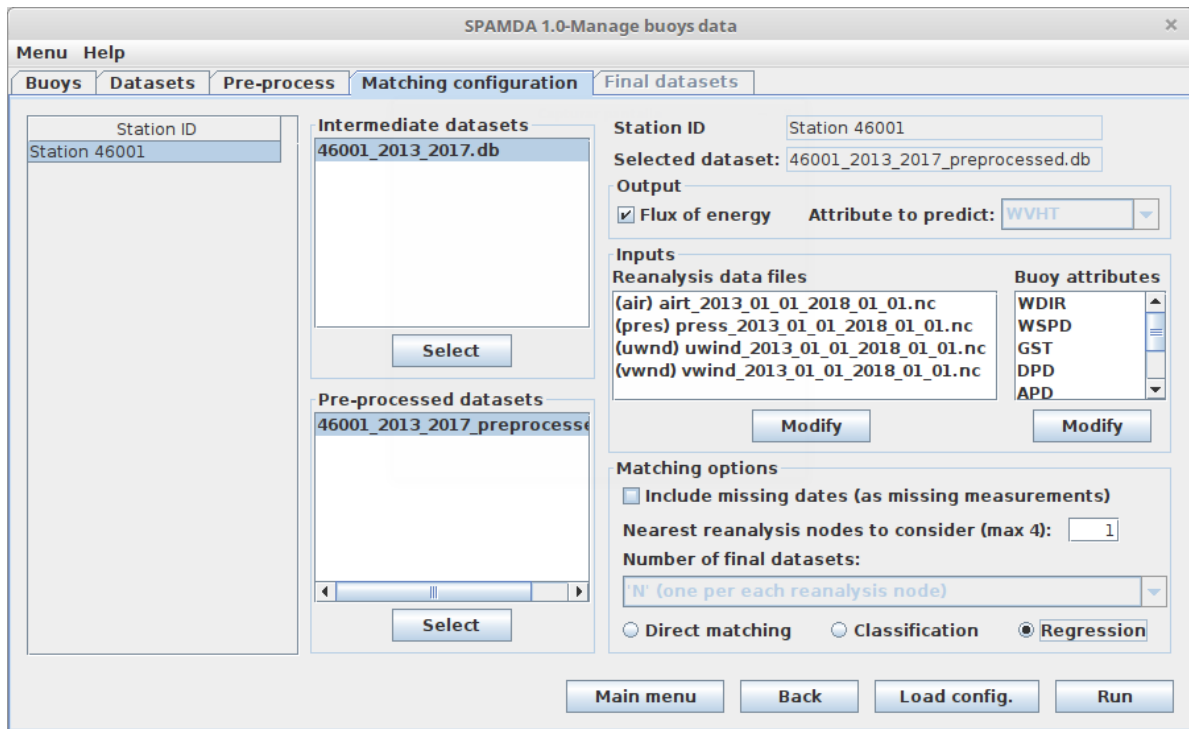 SPAMDA 1.0-Manage buoys data
Menu Help
Buoys Datasets Pre-process Matching configuration Final datasets
Station ID
Station 46001
Intermediate datasets
46001_2013_2017.db
Select
Pre-processed datasets
46001_2013_2017_preprocesse
Select
Station ID Station 46001
Selected dataset: 46001_2013_2017_preprocessed.db
Output
Flux of energy Attribute to predict: WVHT
Inputs
Reanalysis data files
(air) airt_2013_01_01_2018_01_01.nc
(pres) press_2013_01_01_2018_01_01.nc
(uwnd) uwind_2013_01_01_2018_01_01.nc
(vwnd) vwind_2013_01_01_2018_01_01.nc
Modify
Buoy attributes
WDIR
WSPD
GST
DPD
APD
Modify
Matching options
Include missing dates (as missing measurements)
Nearest reanalysis nodes to consider (max 4): 1
Number of final datasets:
'N' (one per each reanalysis node)
Direct matching Classification Regression
Main menu Back Load config. Run